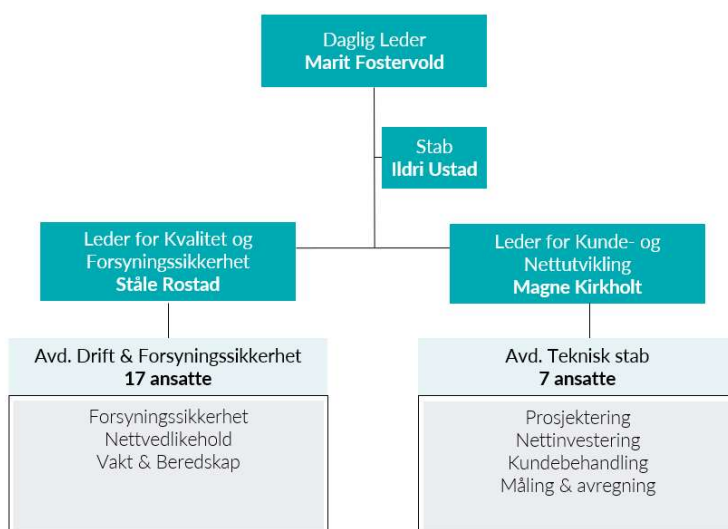 Daglig Leder
Marit Fostervold
Stab
Ildri Ustad
Leder for Kvalitet og
Forsyningssikkerhet
Ståle Rostad
Leder for Kunde- og
Nettutvikling
Magne Kirkholt
Avd. Drift & Forsyningssikkerhet
17 ansatte
Forsyningssikkerhet
Nettvedlikehold
Vakt & Beredskap
Avd. Teknisk stab
7 ansatte
Prosjektering
Nettinvestering
Kundebehandling
Måling & avregning